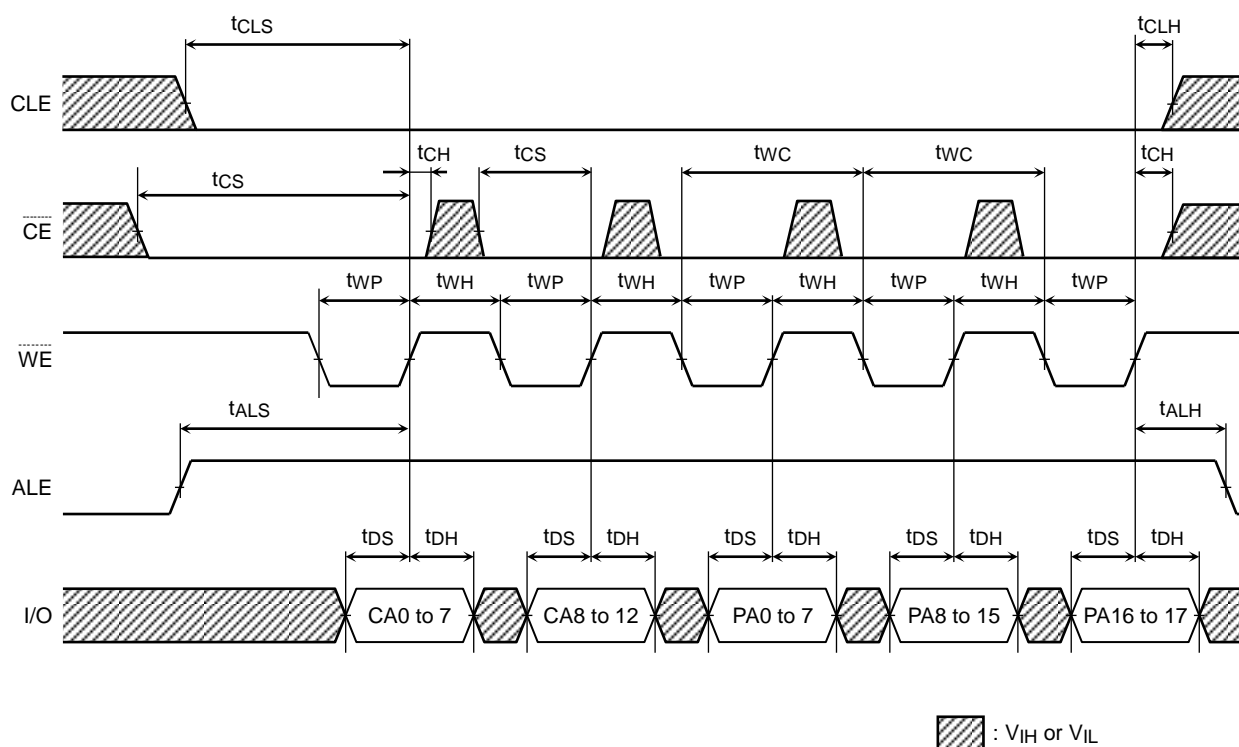 tCLS tCLH
CLE
tCH tCS tWC tWC tCH
tCS
CE
tWP tWH tWP tWH tWP tWH tWP tWH tWP
WE
tALS tALH
ALE
tDS tDH tDS tDH tDS tDH tDS tDH tDS tDH
I/O CA0 to 7 CA8 to 12 PA0 to 7 PA8 to 15 PA16 to 17
: VIH or VIL